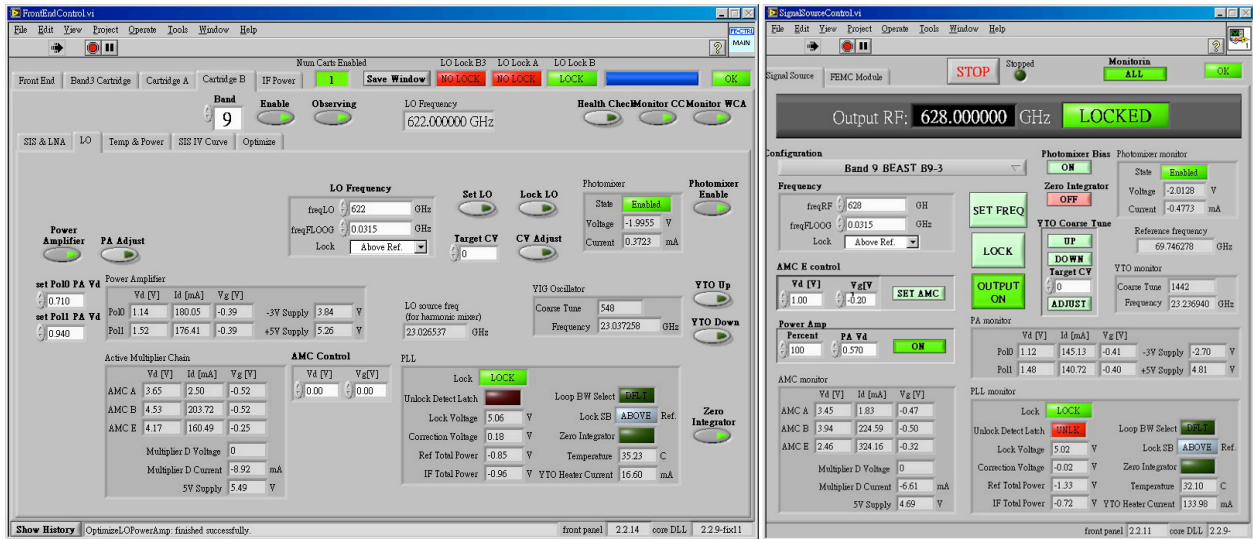 FrontEndControl.vi
File Edit View Project Operate Tools Window Help
FE-CTRL
MAIN
Num Carts Enabled LO Lock B3 LO Lock A LO Lock B
Front End Band3 Cartridge Cartridge A Cartridge B IF Power 1 Save Window NO LOCK NO LOCK LOCK OK
Band
9
Enable Observing
LO Frequency
622.000000 GHz
Health Chec Monitor CC Monitor WCA
SIS & LNA LO Temp & Power SIS IV Curve Optimize
LO Frequency
freqLO 622 GHz
freqFLOOG 0.0315 GHz
Lock Above Ref.
Set LO Lock LO
Target CV CV Adjust
0
Photomixer
State Enabled
Voltage -1.9955 V
Current 0.3723 mA
Photomixer
Enable
Power
Amplifier PA Adjust
set Pol0 PA Vd
0.710
set Pol1 PA Vd
0.940
Power Amplifier
Vd [V] Id [mA] Vg [V]
Pol0 1.14 180.05 -0.39 -3V Supply 3.84 V
Pol1 1.52 176.41 -0.39 +5V Supply 5.26 V
LO source freq
(for harmonic mixer)
23.026537 GHz
YIG Oscillator
Coarse Tune 548
Frequency 23.037258 GHz
YTO Up
YTO Down
Active Multiplier Chain
Vd [V] Id [mA] Vg [V]
AMC A 3.65 2.50 -0.52
AMC B 4.53 203.72 -0.52
AMC E 4.17 160.49 -0.25
Multiplier D Voltage 0
Multiplier D Current -8.92 mA
5V Supply 5.49 V
AMC Control
Vd [V] Vg[V]
0.00 0.00
PLL
Lock LOCK
Unlock Detect Latch Loop BW Select DFLT
Lock Voltage 5.06 V Lock SB ABOVE Ref.
Correction Voltage 0.18 V Zero Integrator
Ref Total Power -0.85 V Temperature 35.23 C
IF Total Power -0.96 V YTO Heater Current 16.60 mA
Zero
Integrator
Show History OptimizeLOPowerAmp: finished successfully. front panel 2.2.14 core DLL 2.2.9-fix11
SignalSourceControl.vi
File Edit View Project Operate Tools Window Help
Signal Source FEMC Module STOP Stopped
Monitorin
ALL OK
Output RF: 628.000000 GHz LOCKED
Configuration
Band 9 BEAST B9-3
Frequency
freqRF 628 GH
freqFLOOG 0.0315 GHz
Lock Above Ref.
SET FREQ
LOCK
OUTPUT
ON
Photomixer Bias
ON
Zero Integrator
OFF
YTO Coarse Tune
UP
DOWN
Target CV
0
ADJUST
Photomixer monitor
State Enabled
Voltage -2.0128 V
Current -0.4773 mA
Reference frequency
69.746278 GHz
YTO monitor
Coarse Tune 1442
Frequency 23.236940 GHz
AMC E control
Vd [V] Vg[V
1.00 -0.20 SET AMC
Power Amp
Percent PA Vd
100 0.570 ON
PA monitor
Vd [V] Id [mA] Vg [V]
Pol0 1.12 145.13 -0.41 -3V Supply -2.70 V
Pol1 1.48 140.72 -0.40 +5V Supply 4.81 V
AMC monitor
Vd [V] Id [mA] Vg [V]
AMC A 3.45 1.83 -0.47
AMC B 3.94 224.59 -0.50
AMC E 2.46 324.16 -0.32
Multiplier D Voltage 0
Multiplier D Current -6.61 mA
5V Supply 4.69 V
PLL monitor
Lock LOCK
Unlock Detect Latch UNLK Loop BW Select DFLT
Lock Voltage 5.02 V Lock SB ABOVE Ref.
Correction Voltage -0.02 V Zero Integrator
Ref Total Power -1.33 V Temperature 32.10 C
IF Total Power -0.72 V YTO Heater Current 133.98 mA
front panel 2.2.11 core DLL 2.2.9-